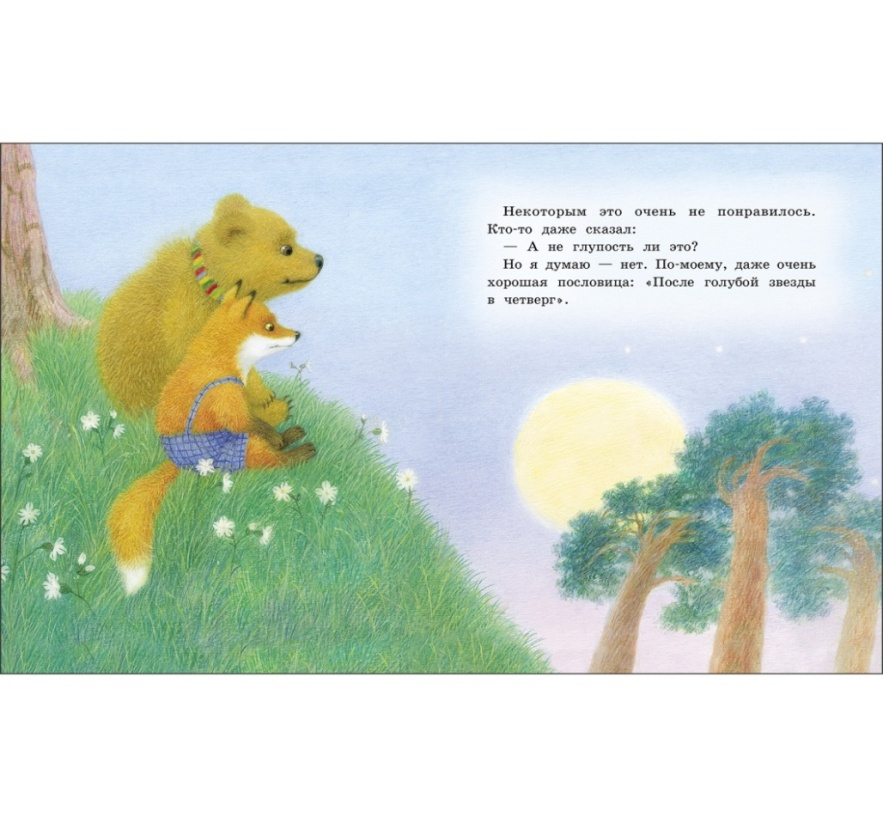 Некоторым это очень не понравилось.
Кто-то даже сказал:
— А не глупость ли это?
Но я думаю — нет. По-моему, даже очень
хорошая пословица: «После голубой звезды
в четверг».